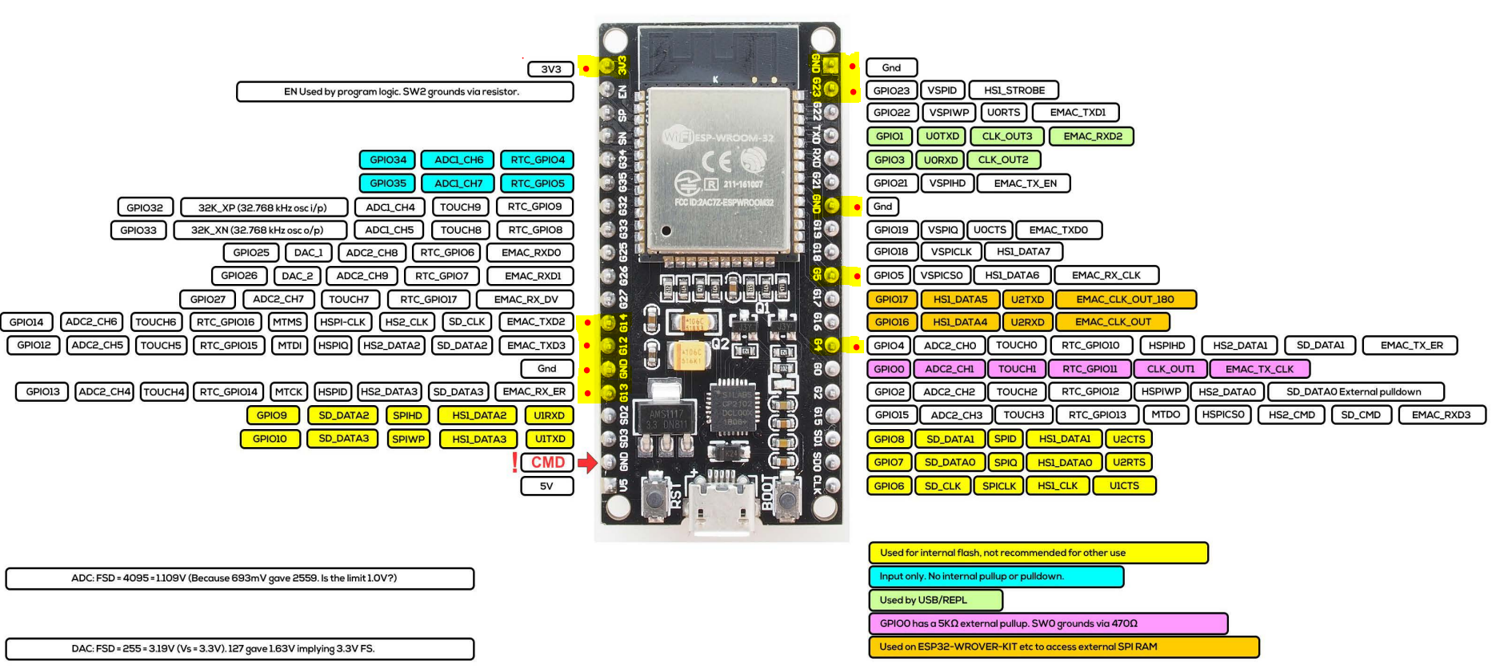 3V3
EN Used by program logic. SW2 grounds via resistor.
GPIO34 ADC1_CH6 RTC_GPIO4
GPIO35 ADC1_CH7 RTC_GPIO5
GPIO32 32K_XP (32.768 kHz osc i/p) ADC1_CH4 TOUCH9 RTC_GPIO9
GPIO33 32K_XN (32.768 kHz osc o/p) ADC1_CH5 TOUCH8 RTC_GPIO8
GPIO25 DAC_1 ADC2_CH8 RTC_GPIO6 EMAC_RXD0
GPIO26 DAC_2 ADC2_CH9 RTC_GPIO7 EMAC_RXD1
GPIO27 ADC2_CH7 TOUCH7 RTC_GPIO17 EMAC_RX_DV
GPIO14 ADC2_CH6 TOUCH6 RTC_GPIO16 MTMS HSPI-CLK HS2_CLK SD_CLK EMAC_TXD2
GPIO12 ADC2_CH5 TOUCH5 RTC_GPIO15 MTDI HSPIQ HS2_DATA2 SD_DATA2 EMAC_TXD3
Gnd
GPIO13 ADC2_CH4 TOUCH4 RTC_GPIO14 MTCK HSPID HS2_DATA3 SD_DATA3 EMAC_RX_ER
GPIO9 SD_DATA2 SPIHD HS1_DATA2 U1RXD
GPIO10 SD_DATA3 SPIWP HS1_DATA3 U1TXD
! CMD
5V
3V3
EN
SP
SN
G34
G35
G32
G33
G25
G26
G27
G14
G12
GND
G13
SD2
SD3
GND
V5
K
WiFi ESP-WROOM-32
CE
R 211-161007
FCC ID:2AC7Z-ESPWROOM32
Q1
Q2
AMS1117
3.3 DN811
SILABS
CP2102
RST
+
BOOT
GND
G23
G22
TXD
RXD
G21
GND
G19
G18
G5
G17
G16
G4
G0
G2
G15
SD1
SD0
CLK
Gnd
GPIO23 VSPID HS1_STROBE
GPIO22 VSPIWP U0RTS EMAC_TXD1
GPIO1 U0TXD CLK_OUT3 EMAC_RXD2
GPIO3 U0RXD CLK_OUT2
GPIO21 VSPIHD EMAC_TX_EN
Gnd
GPIO19 VSPIQ U0CTS EMAC_TXD0
GPIO18 VSPICLK HS1_DATA7
GPIO5 VSPICS0 HS1_DATA6 EMAC_RX_CLK
GPIO17 HS1_DATA5 U2TXD EMAC_CLK_OUT_180
GPIO16 HS1_DATA4 U2RXD EMAC_CLK_OUT
GPIO4 ADC2_CH0 TOUCH0 RTC_GPIO10 HSPIHD HS2_DATA1 SD_DATA1 EMAC_TX_ER
GPIO0 ADC2_CH1 TOUCH1 RTC_GPIO11 CLK_OUT1 EMAC_TX_CLK
GPIO2 ADC2_CH2 TOUCH2 RTC_GPIO12 HSPIWP HS2_DATA0 SD_DATA0 External pulldown
GPIO15 ADC2_CH3 TOUCH3 RTC_GPIO13 MTDO HSPICS0 HS2_CMD SD_CMD EMAC_RXD3
GPIO8 SD_DATA1 SPID HS1_DATA1 U2CTS
GPIO7 SD_DATA0 SPIQ HS1_DATA0 U2RTS
GPIO6 SD_CLK SPICLK HS1_CLK U1CTS
Used for internal flash, not recommended for other use
Input only. No internal pullup or pulldown.
Used by USB/REPL
GPIO0 has a 5KΩ external pullup. SW0 grounds via 470Ω
Used on ESP32-WROVER-KIT etc to access external SPI RAM
ADC: FSD = 4095 = 1.109V (Because 693mV gave 2559. Is the limit 1.0V?)
DAC: FSD = 255 = 3.19V (Vs = 3.3V). 127 gave 1.63V implying 3.3V FS.